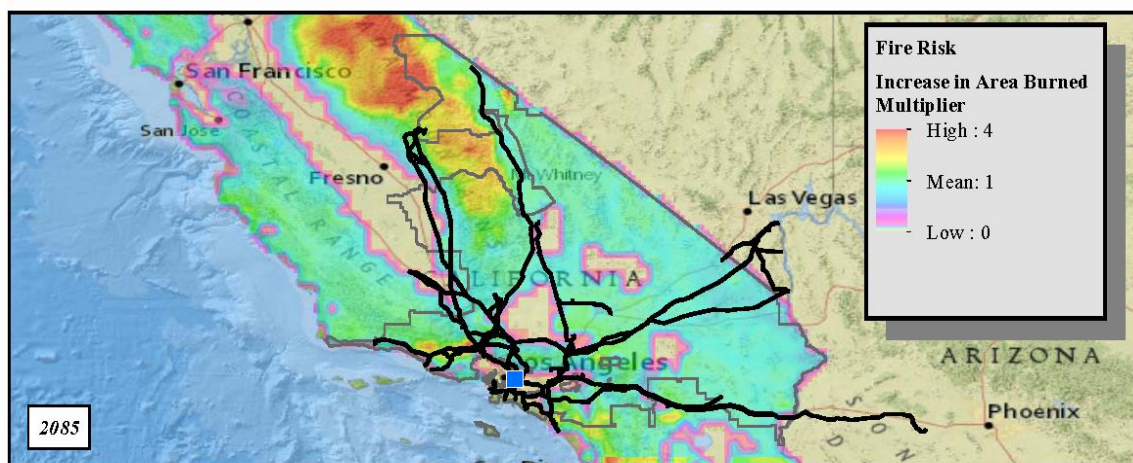 Fire Risk
Increase in Area Burned
Multiplier
High : 4
Mean: 1
Low : 0
San Francisco
San Jose
COASTAL RANGE
Fresno
Mt Whitney
Las Vegas
CALIFORNIA
Los Angeles
ARIZONA
Phoenix
2085